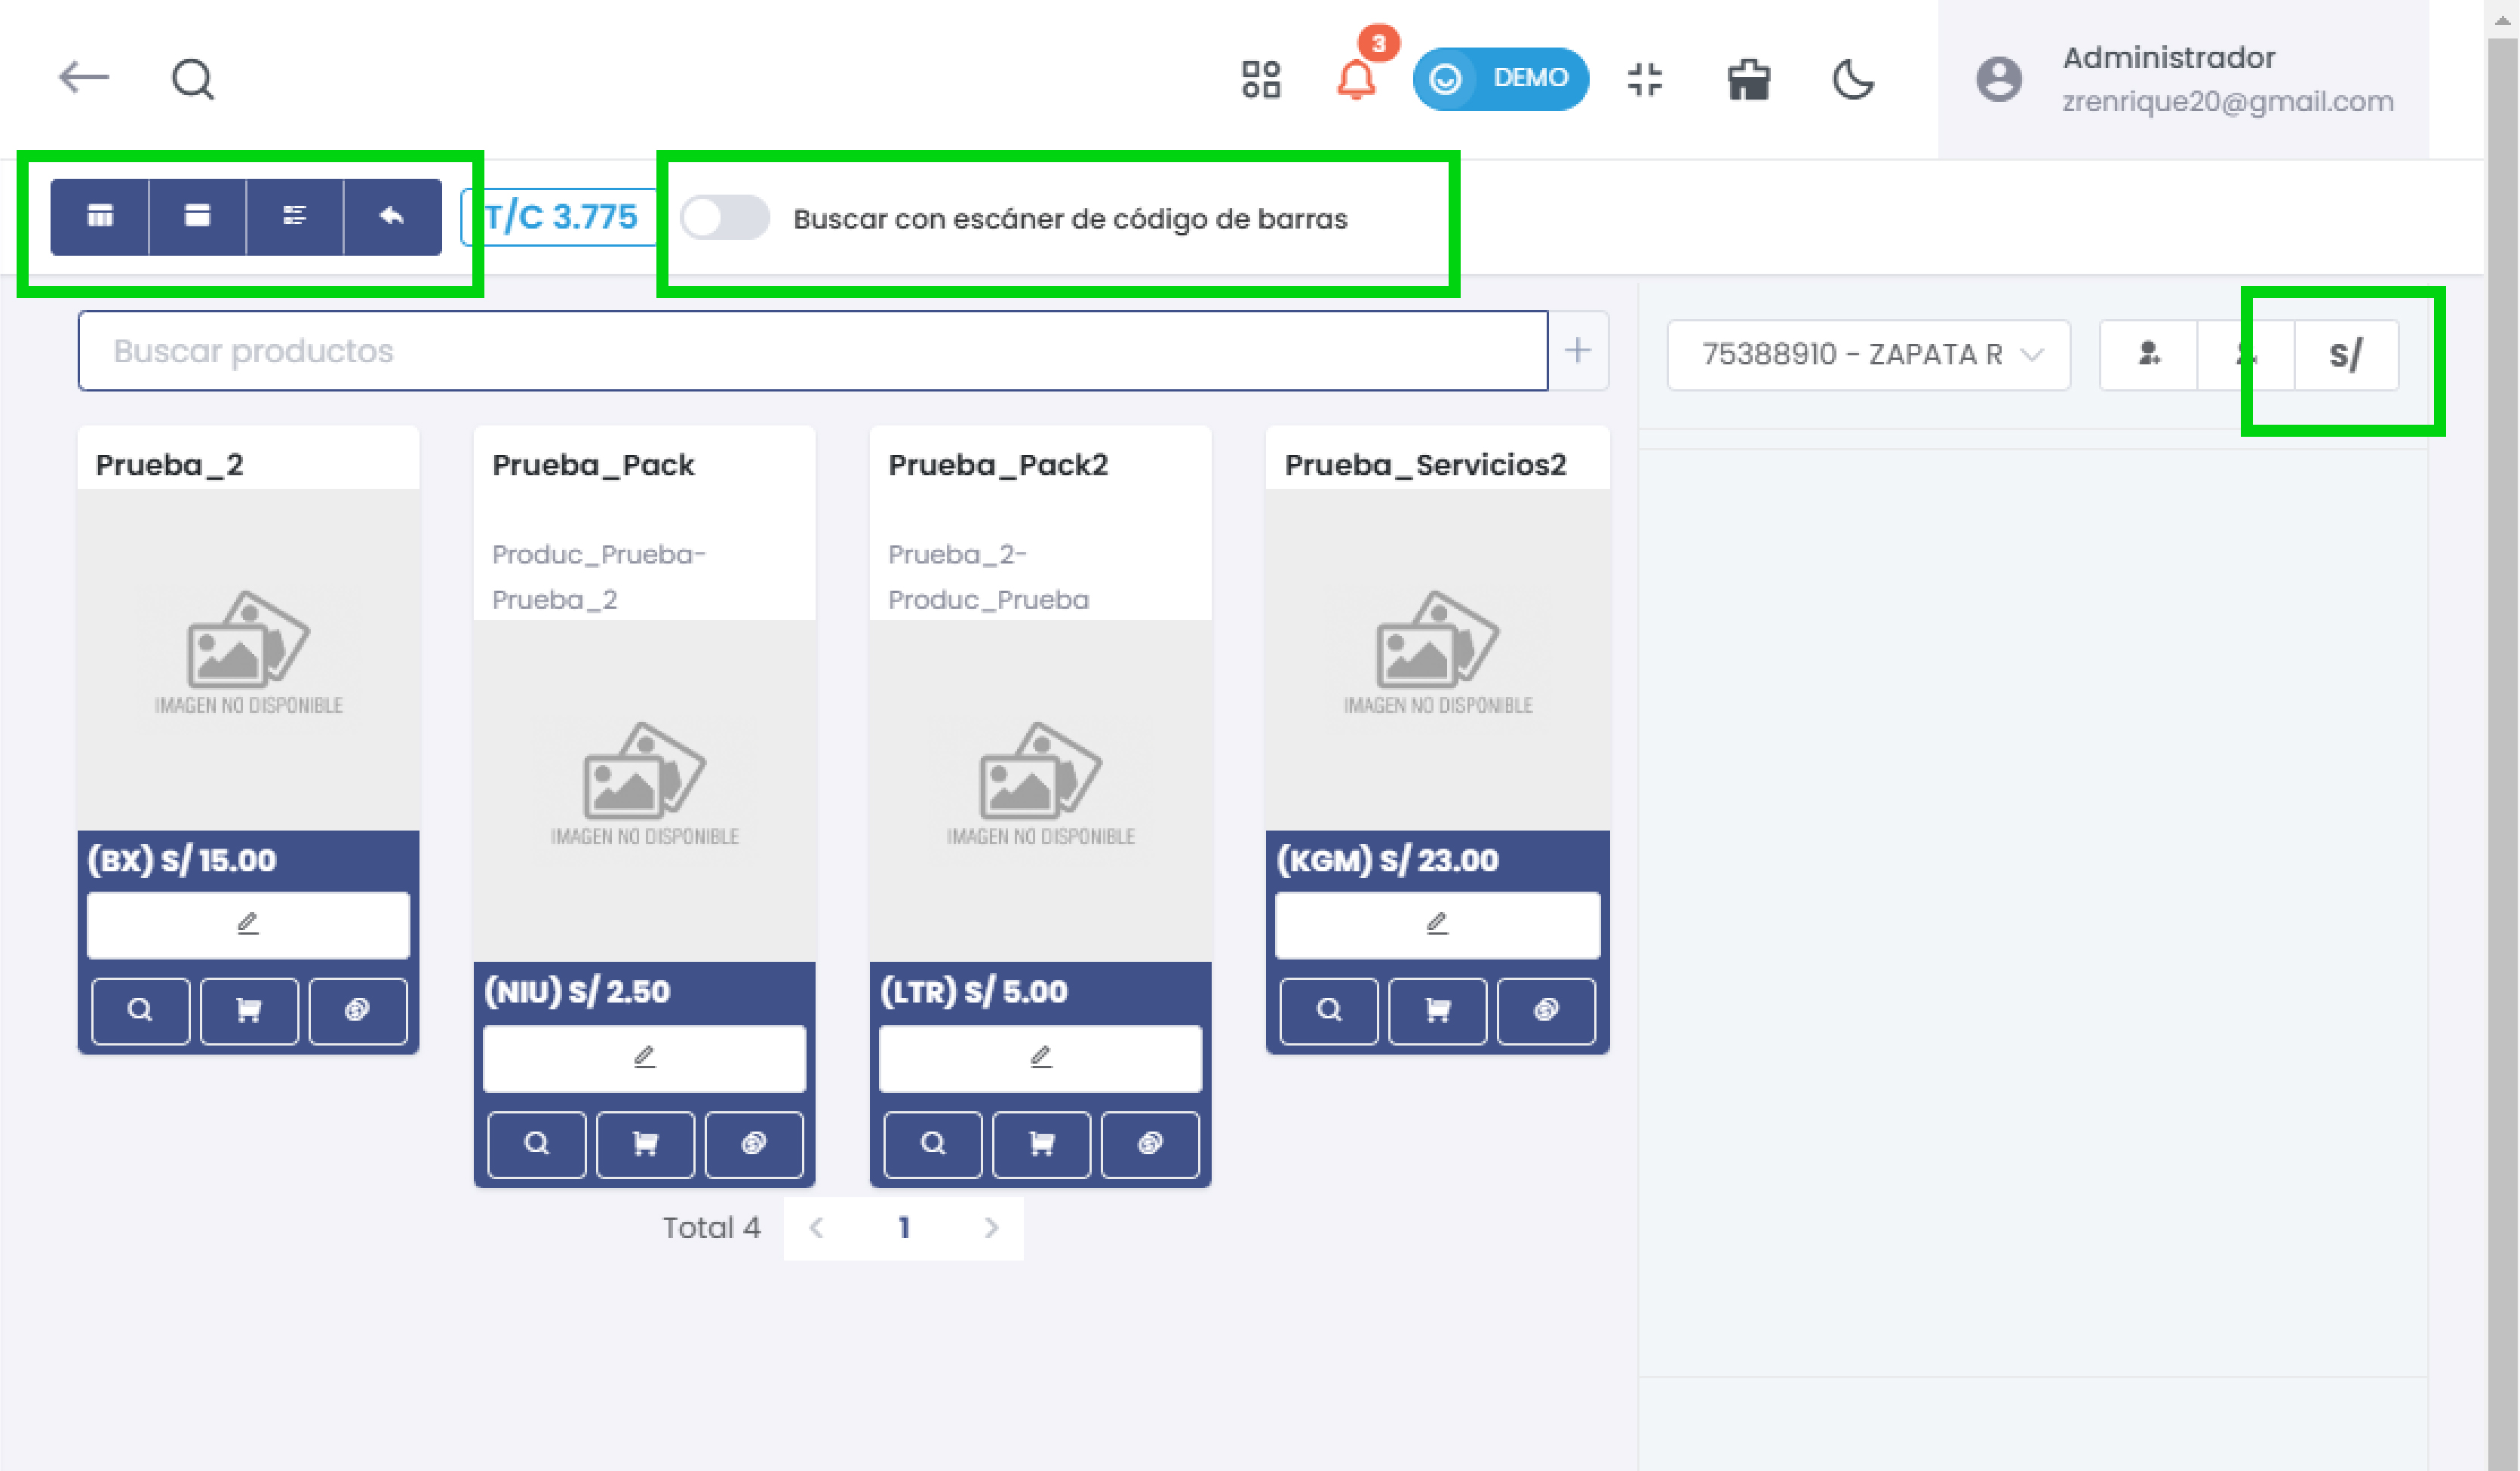 3
DEMO
Administrador
zrenrique20@gmail.com
T/C 3.775
Buscar con escáner de código de barras
Buscar productos
75388910 - ZAPATA R
S/
Prueba_2
IMAGEN NO DISPONIBLE
(BX) S/ 15.00
Prueba_Pack
Produc_Prueba-
Prueba_2
IMAGEN NO DISPONIBLE
(NIU) S/ 2.50
Prueba_Pack2
Prueba_2-
Produc_Prueba
IMAGEN NO DISPONIBLE
(LTR) S/ 5.00
Prueba_Servicios2
IMAGEN NO DISPONIBLE
(KGM) S/ 23.00
Total 4
1